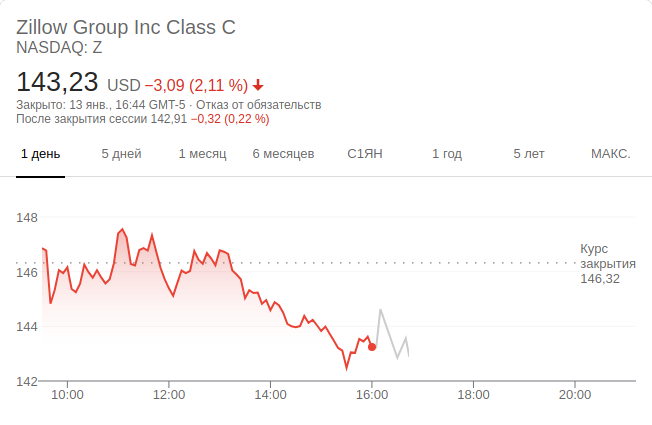 Zillow Group Inc Class C
NASDAQ: Z
143,23 USD −3,09 (2,11 %)
Закрыто: 13 янв., 16:44 GMT-5 · Отказ от обязательств
После закрытия сессии 142,91 −0,32 (0,22 %)
1 день 5 дней 1 месяц 6 месяцев С1ЯН 1 год 5 лет МАКС.
148
Курс
закрытия
146,32
146
144
142
10:00 12:00 14:00 16:00 18:00 20:00